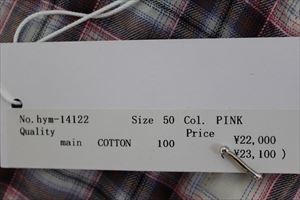 No.hym-14122 Size 50 Col. PINK
Quality Price
main COTTON 100 ¥22,000
¥23,100 )